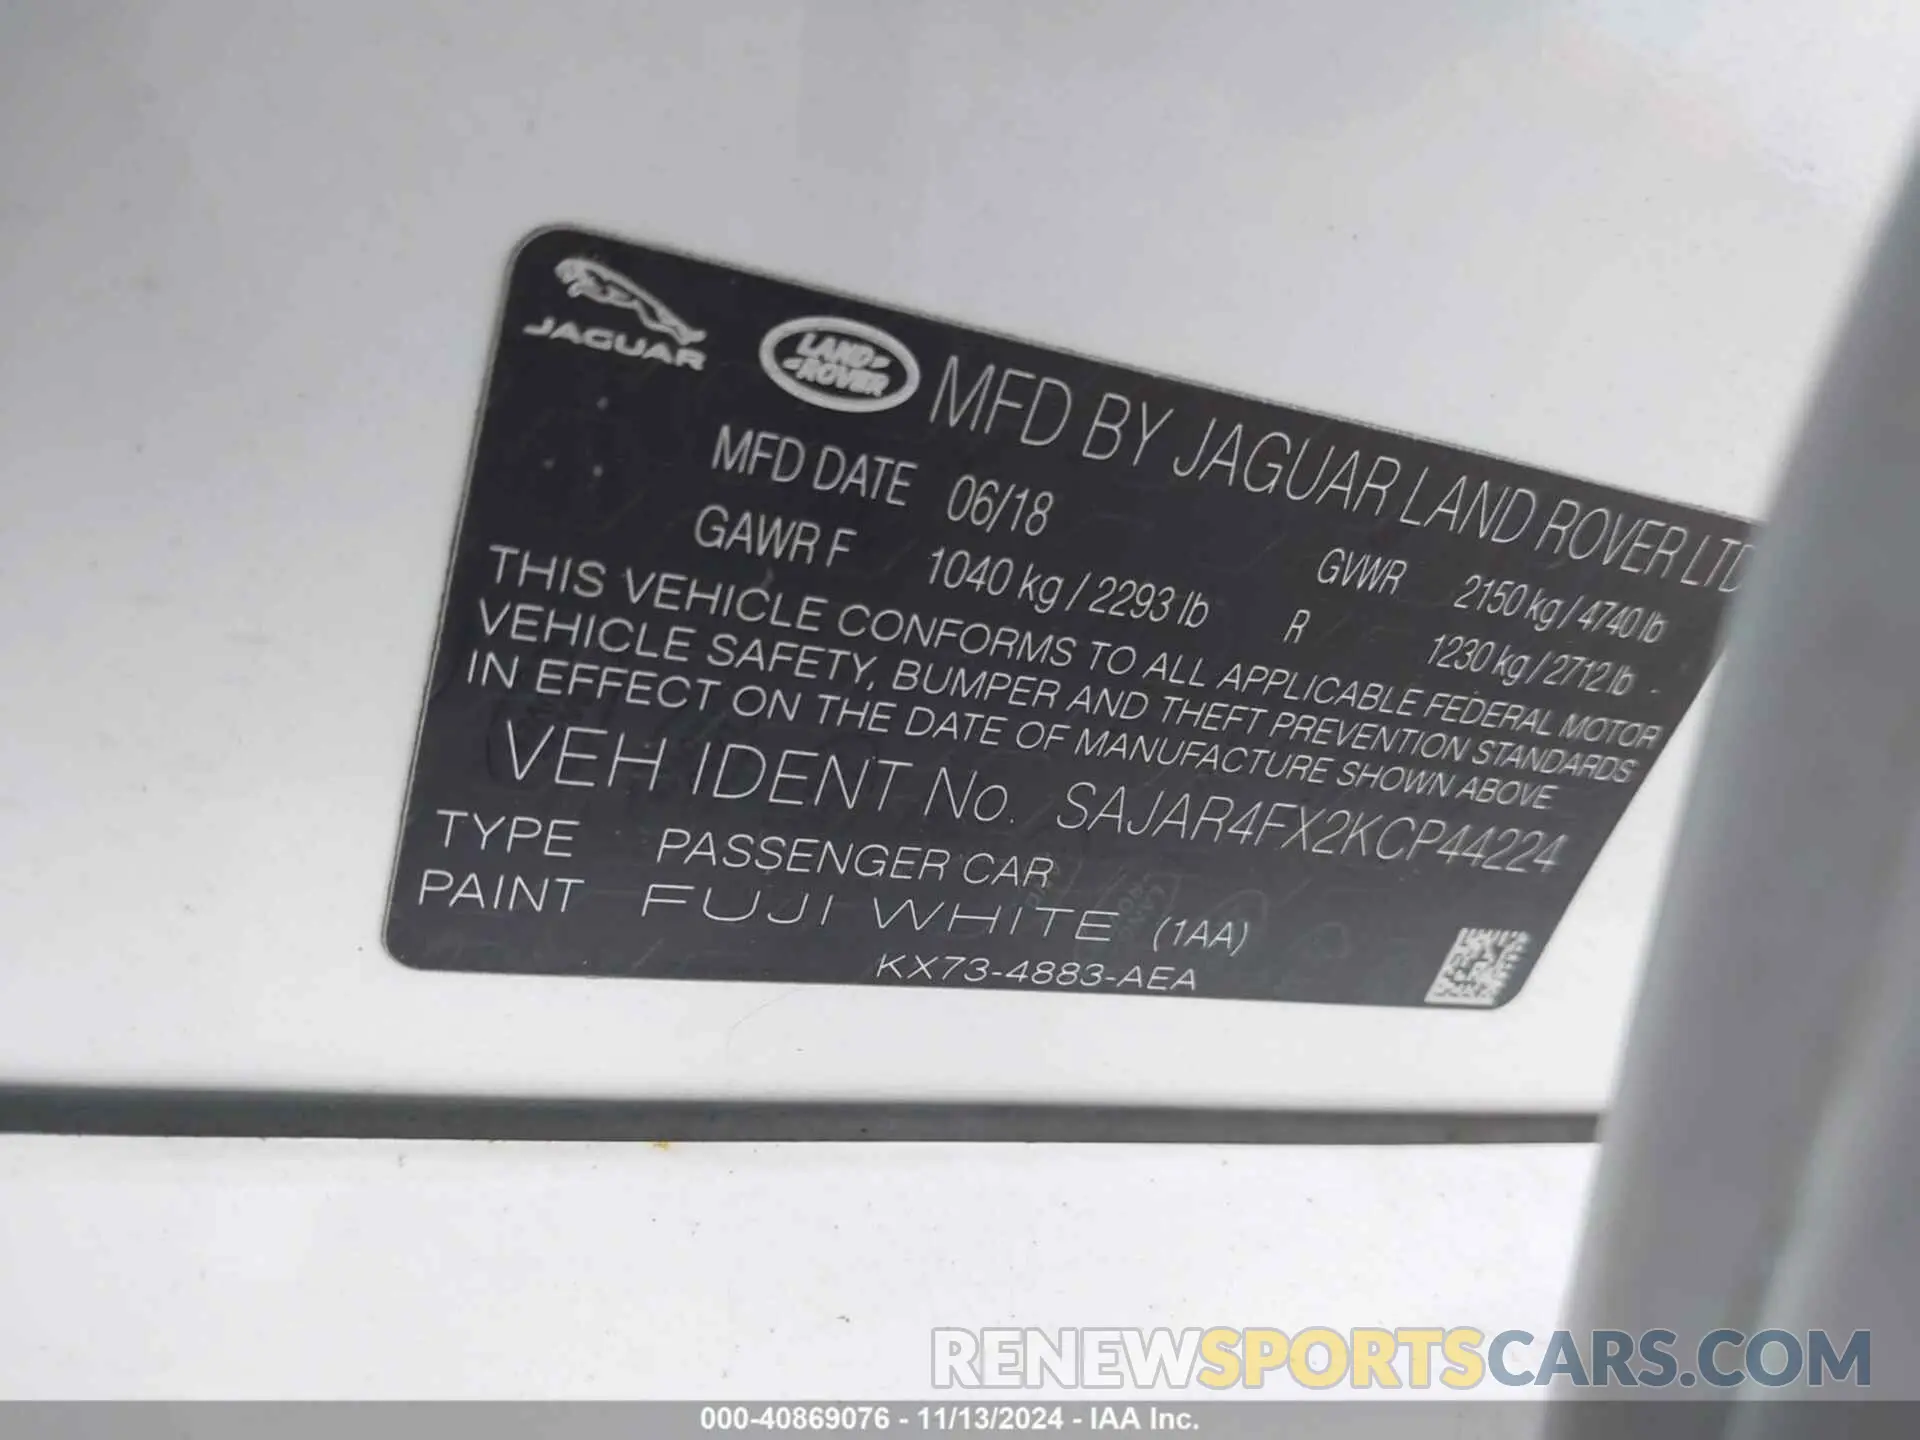 JAGUAR
LAND
ROVER
MFD BY JAGUAR LAND ROVER LTD
MFD DATE 06/18 GVWR 2150 kg / 4740 lb
GAWR F 1040 kg / 2293 lb R 1230 kg / 2712 lb
THIS VEHICLE CONFORMS TO ALL APPLICABLE FEDERAL MOTOR
VEHICLE SAFETY, BUMPER AND THEFT PREVENTION STANDARDS
IN EFFECT ON THE DATE OF MANUFACTURE SHOWN ABOVE.
VEH IDENT No. SAJAR4FX2KCP44224
TYPE PASSENGER CAR
PAINT FUJI WHITE (1AA)
KX73-4883-AEA
RENEWSPORTSCARS.COM
000-40869076 - 11/13/2024 - IAA Inc.